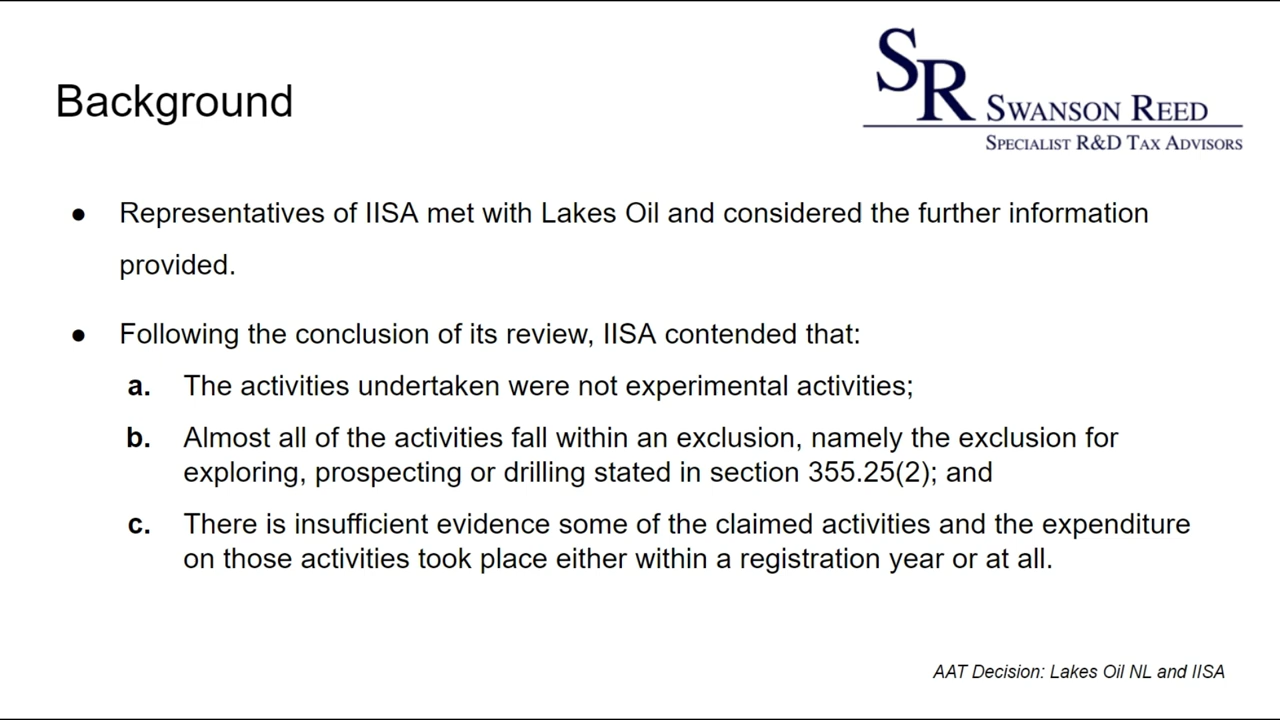 SR SWANSON REED
SPECIALIST R&D TAX ADVISORS
Background
● Representatives of IISA met with Lakes Oil and considered the further information
provided.
● Following the conclusion of its review, IISA contended that:
a. The activities undertaken were not experimental activities;
b. Almost all of the activities fall within an exclusion, namely the exclusion for
exploring, prospecting or drilling stated in section 355.25(2); and
c. There is insufficient evidence some of the claimed activities and the expenditure
on those activities took place either within a registration year or at all.
AAT Decision: Lakes Oil NL and IISA